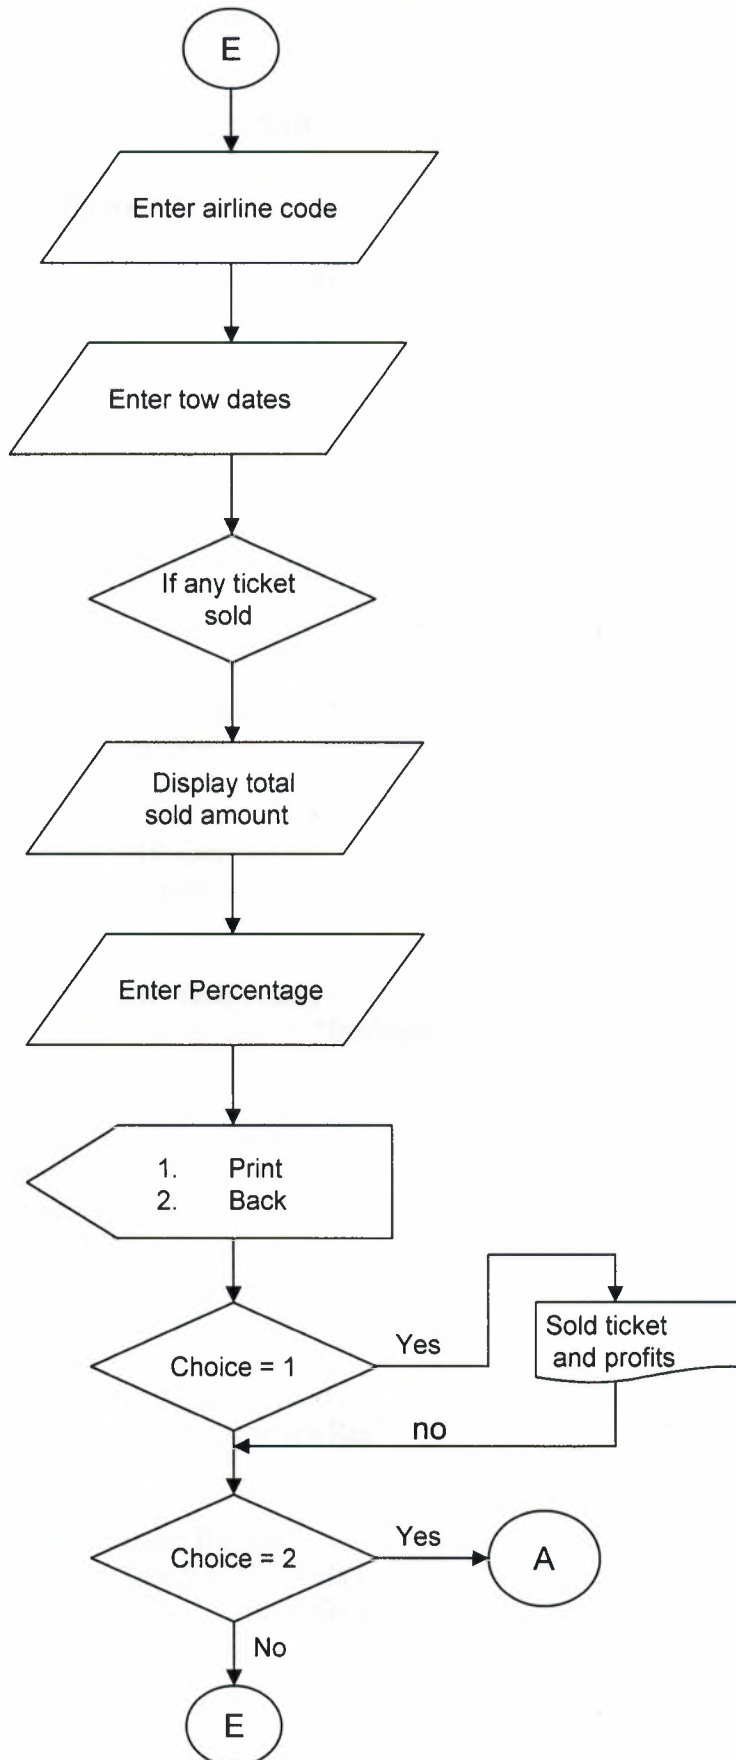 E
Enter airline code
Enter tow dates
If any ticket
sold
Display total
sold amount
Enter Percentage
1. Print
2. Back
Choice = 1
Yes
Sold ticket
and profits
no
Choice = 2
Yes
A
No
E